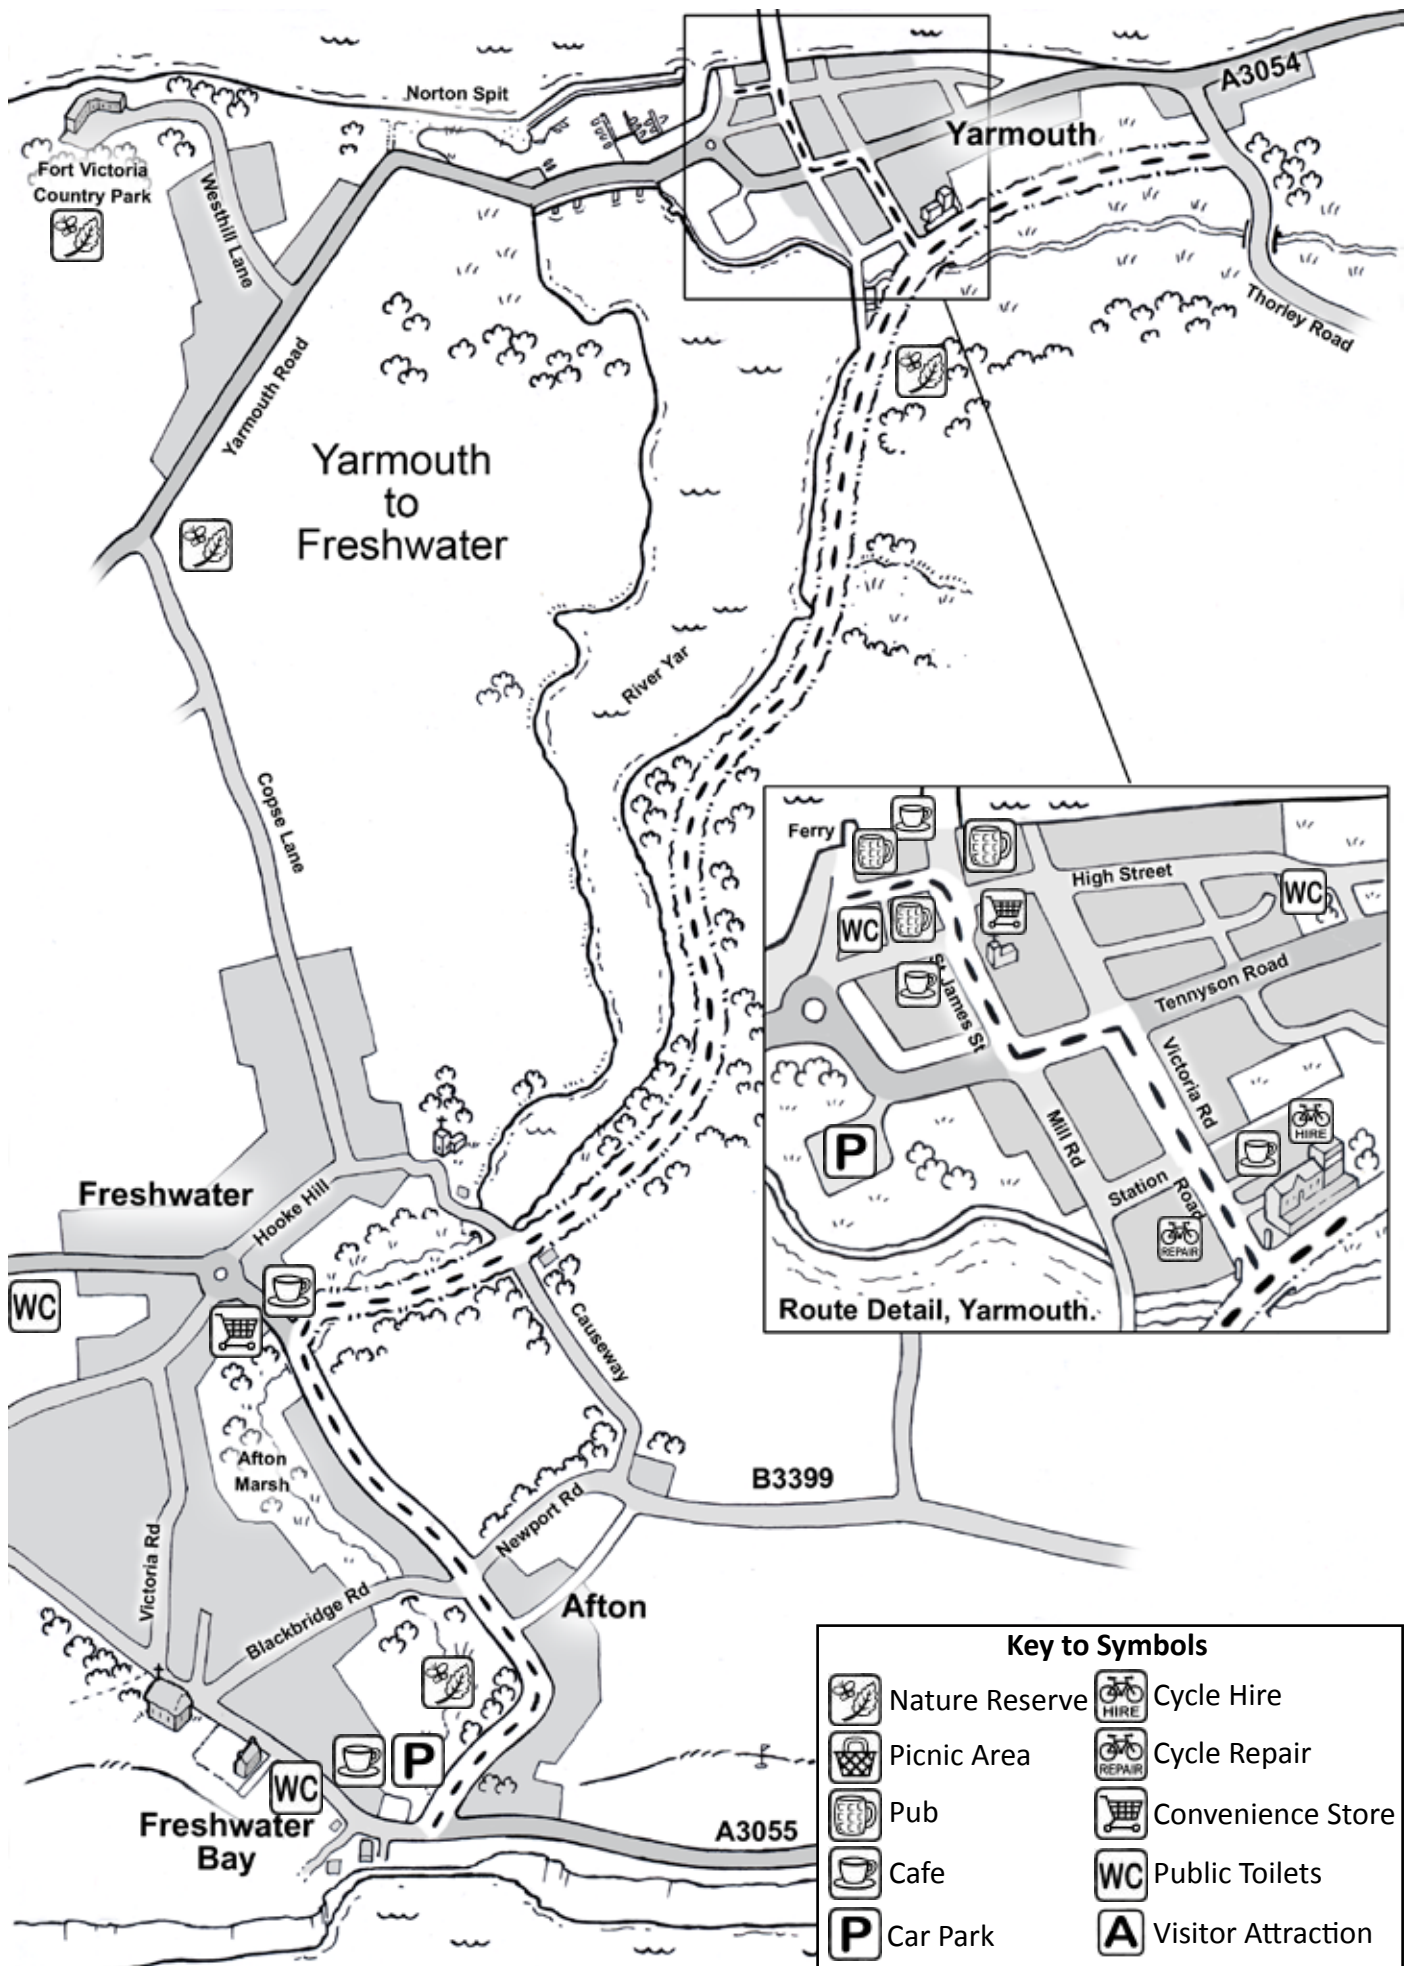 A3054
Norton Spit
Yarmouth
Fort Victoria
Country Park
Westhill Lane
Thorley Road
Yarmouth Road
Yarmouth
to
Freshwater
River Yar
Copse Lane
Ferry
High Street
WC
WC
St James St
Tennyson Road
Victoria Rd
HIRE
Mill Rd
P
Station
Road
REPAIR
Route Detail, Yarmouth.
Freshwater
Hooke Hill
WC
Causeway
Afton
Marsh
B3399
Newport Rd
Victoria Rd
Blackbridge Rd
Afton
P
WC
Freshwater
Bay
A3055
Key to Symbols
Nature Reserve
HIRE Cycle Hire
Picnic Area
REPAIR Cycle Repair
Pub
Convenience Store
Cafe
WC Public Toilets
P Car Park
A Visitor Attraction